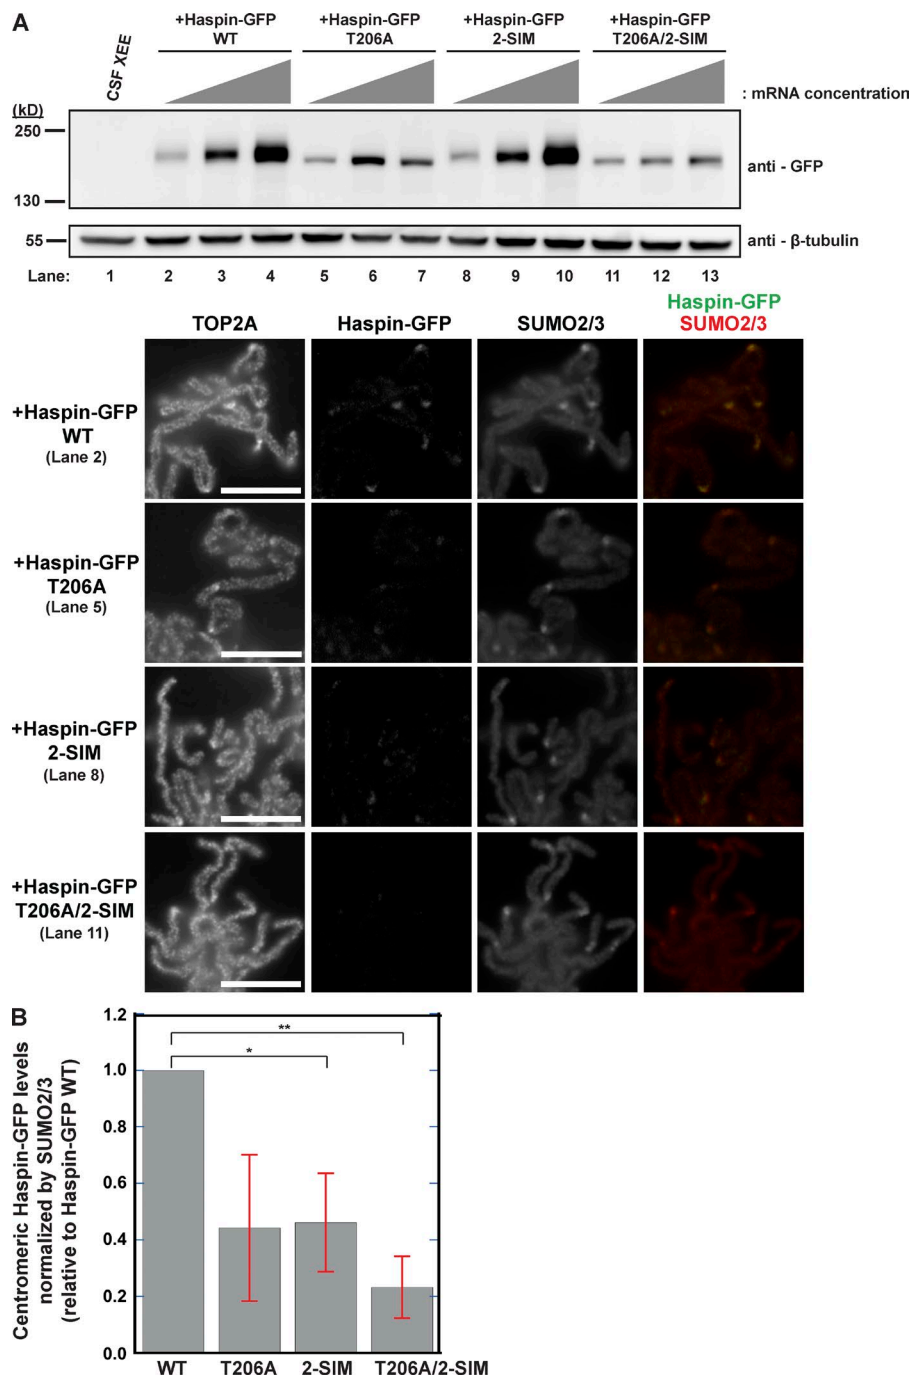 A
CSF XEE
+Haspin-GFP
WT
+Haspin-GFP
T206A
+Haspin-GFP
2-SIM
+Haspin-GFP
T206A/2-SIM
: mRNA concentration
(kD)
250
130
anti - GFP
55
anti - β-tubulin
Lane: 1 2 3 4 5 6 7 8 9 10 11 12 13
TOP2A Haspin-GFP SUMO2/3 Haspin-GFP
SUMO2/3
+Haspin-GFP
WT
(Lane 2)
+Haspin-GFP
T206A
(Lane 5)
+Haspin-GFP
2-SIM
(Lane 8)
+Haspin-GFP
T206A/2-SIM
(Lane 11)
B
Centromeric Haspin-GFP levels
normalized by SUMO2/3
(relative to Haspin-GFP WT)
1.2
1.0
0.8
0.6
0.4
0.2
0.0
**
*
WT T206A 2-SIM T206A/2-SIM